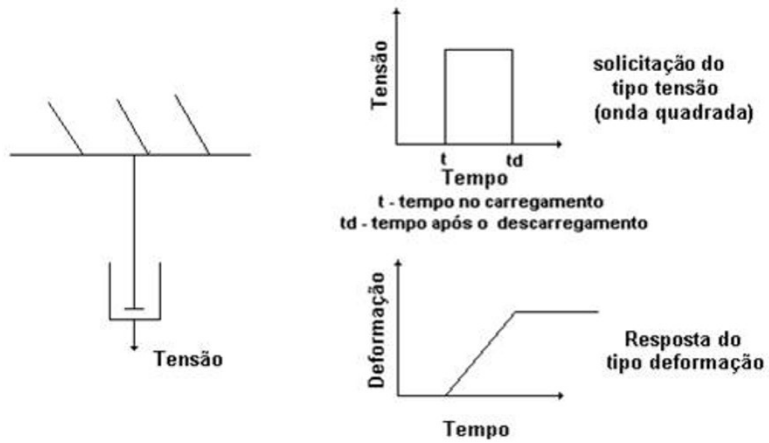 Tensão
solicitação do
tipo tensão
(onda quadrada)
t
td
Tempo
t - tempo no carregamento
td - tempo após o descarregamento
Tensão
Deformação
Resposta do
tipo deformação
Tempo